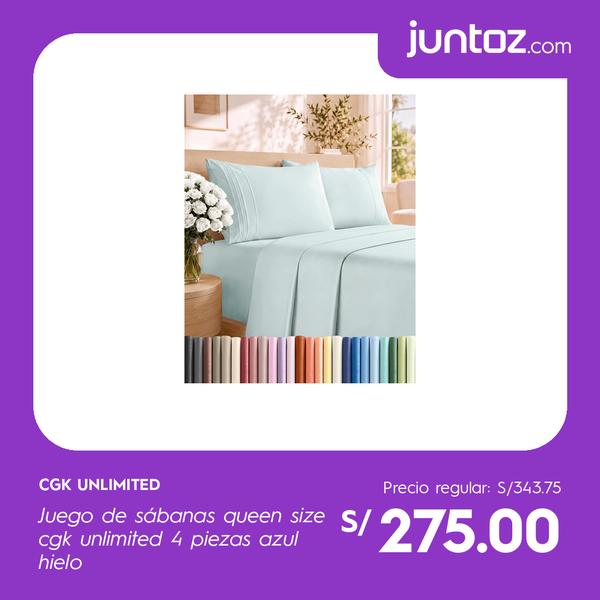 juntoz.com
CGK UNLIMITED
Juego de sábanas queen size
cgk unlimited 4 piezas azul
hielo
Precio regular: S/343.75
S/ 275.00